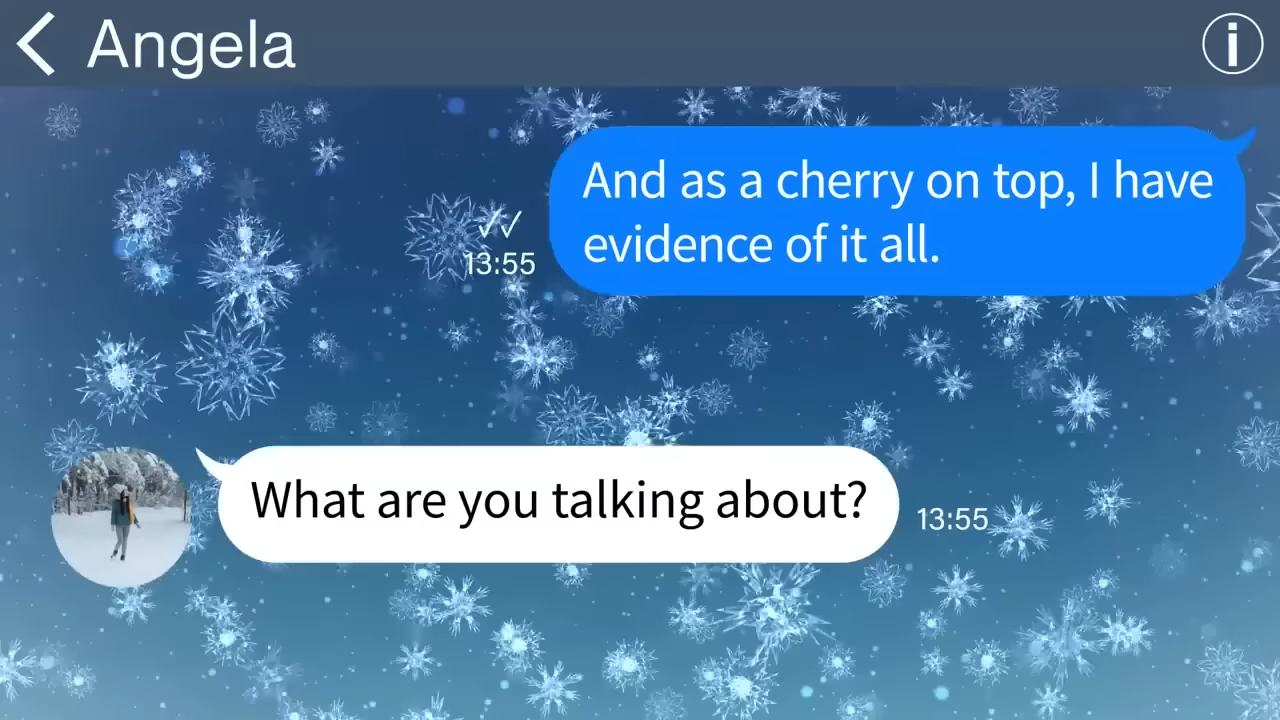 Angela
And as a cherry on top, I have
evidence of it all.
13:55
What are you talking about?
13:55